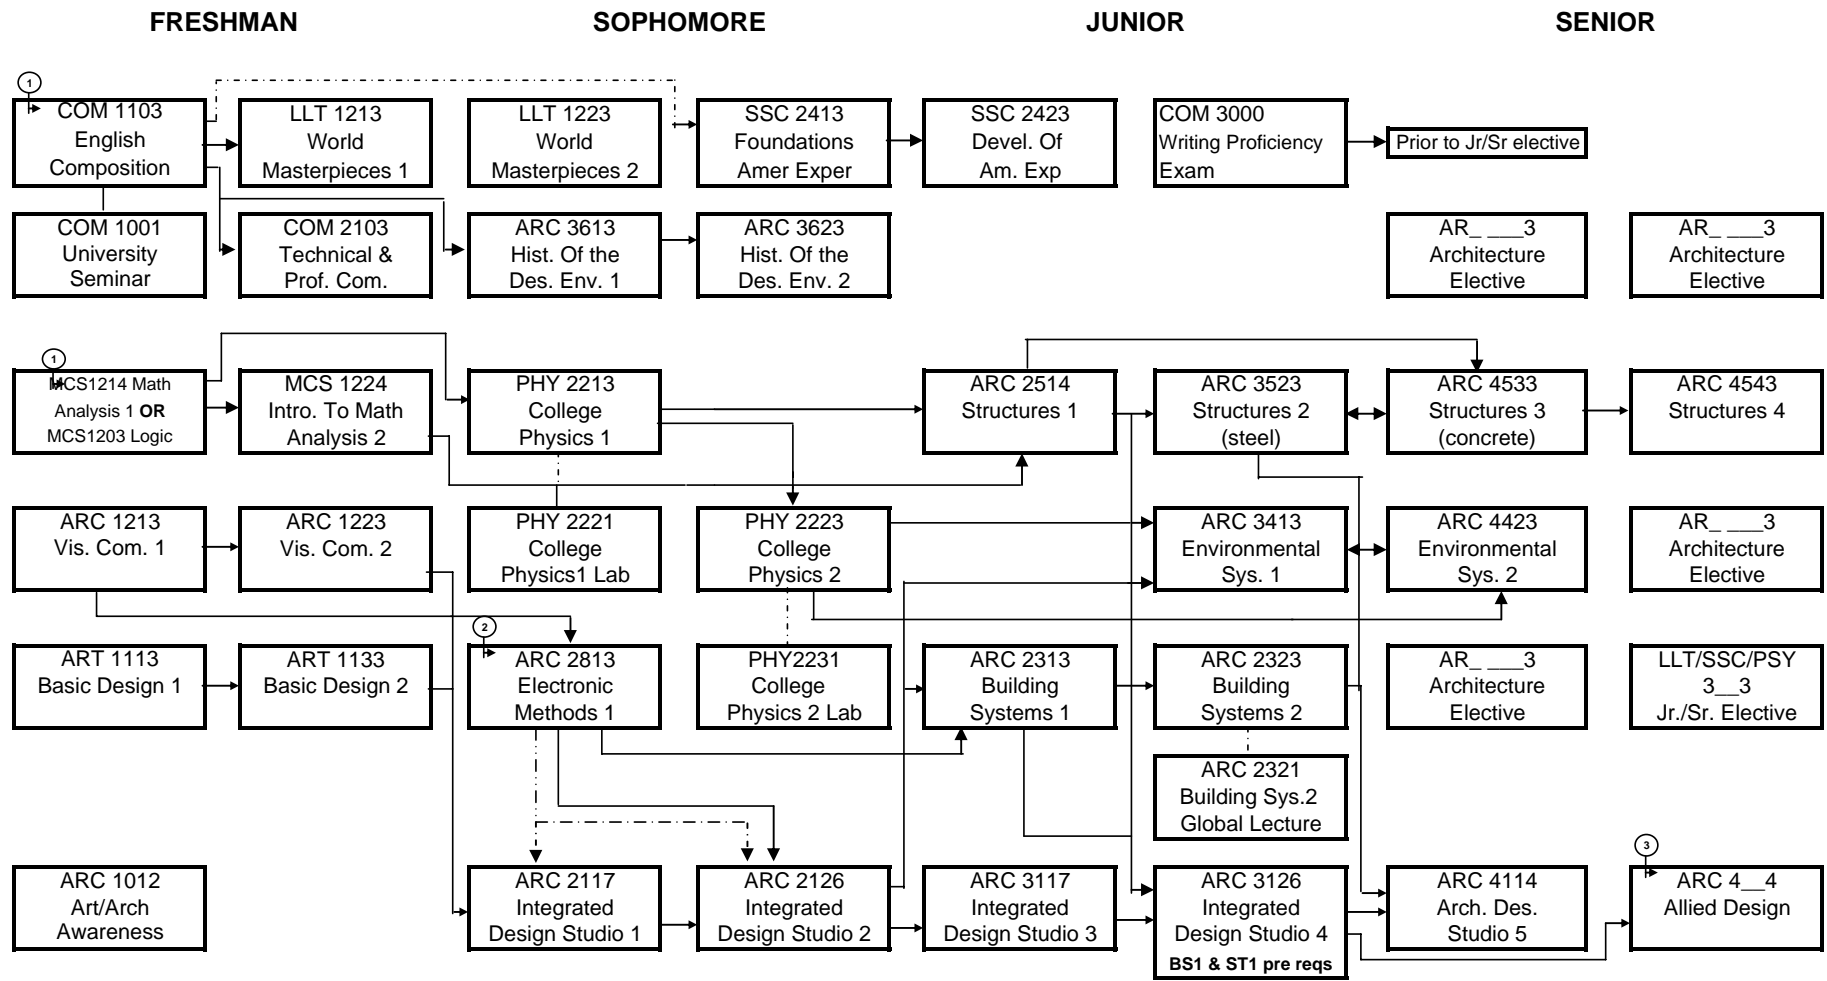 FRESHMAN
SOPHOMORE
JUNIOR
SENIOR
1
COM 1103
English
Composition
LLT 1213
World
Masterpieces 1
LLT 1223
World
Masterpieces 2
SSC 2413
Foundations
Amer Exper
SSC 2423
Devel. Of
Am. Exp
COM 3000
Writing Proficiency
Exam
Prior to Jr/Sr elective
COM 1001
University
Seminar
COM 2103
Technical &
Prof. Com.
ARC 3613
Hist. Of the
Des. Env. 1
ARC 3623
Hist. Of the
Des. Env. 2
AR_ ___3
Architecture
Elective
AR_ ___3
Architecture
Elective
1
MCS1214 Math
Analysis 1 OR
MCS1203 Logic
MCS 1224
Intro. To Math
Analysis 2
PHY 2213
College
Physics 1
ARC 2514
Structures 1
ARC 3523
Structures 2
(steel)
ARC 4533
Structures 3
(concrete)
ARC 4543
Structures 4
ARC 1213
Vis. Com. 1
ARC 1223
Vis. Com. 2
PHY 2221
College
Physics1 Lab
PHY 2223
College
Physics 2
ARC 3413
Environmental
Sys. 1
ARC 4423
Environmental
Sys. 2
AR_ ___3
Architecture
Elective
ART 1113
Basic Design 1
ART 1133
Basic Design 2
2
ARC 2813
Electronic
Methods 1
PHY2231
College
Physics 2 Lab
ARC 2313
Building
Systems 1
ARC 2323
Building
Systems 2
AR_ ___3
Architecture
Elective
LLT/SSC/PSY
3__3
Jr./Sr. Elective
ARC 2321
Building Sys.2
Global Lecture
ARC 1012
Art/Arch
Awareness
ARC 2117
Integrated
Design Studio 1
ARC 2126
Integrated
Design Studio 2
ARC 3117
Integrated
Design Studio 3
ARC 3126
Integrated
Design Studio 4
BS1 & ST1 pre reqs
ARC 4114
Arch. Des.
Studio 5
3
ARC 4__4
Allied Design